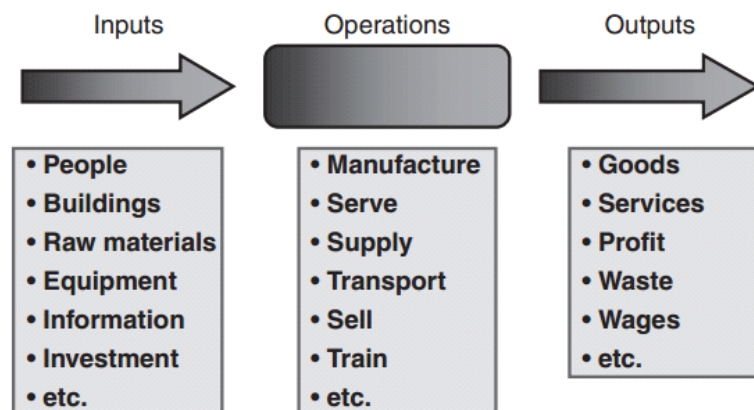 Inputs
Operations
Outputs
• People
• Buildings
• Raw materials
• Equipment
• Information
• Investment
• etc.
• Manufacture
• Serve
• Supply
• Transport
• Sell
• Train
• etc.
• Goods
• Services
• Profit
• Waste
• Wages
• etc.